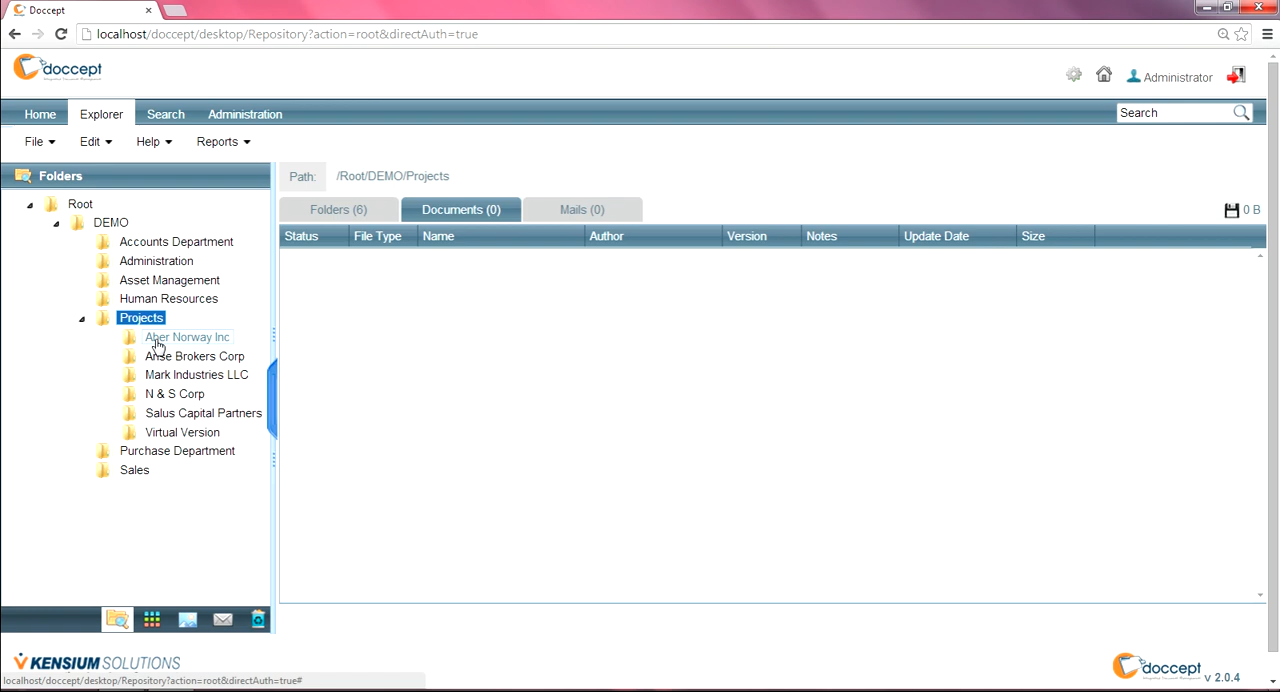 Doccept
localhost/doccept/desktop/Repository?action=root&directAuth=true
doccept
Administrator
Home Explorer Search Administration
Search
File Edit Help Reports
Folders
Path: /Root/DEMO/Projects
Folders (6) Documents (0) Mails (0)
0 B
Status File Type Name Author Version Notes Update Date Size
Root
DEMO
Accounts Department
Administration
Asset Management
Human Resources
Projects
Aber Norway Inc
Anse Brokers Corp
Mark Industries LLC
N & S Corp
Salus Capital Partners
Virtual Version
Purchase Department
Sales
KENSIUM SOLUTIONS
localhost/doccept/desktop/Repository?action=root&directAuth=true#
doccept v 2.0.4